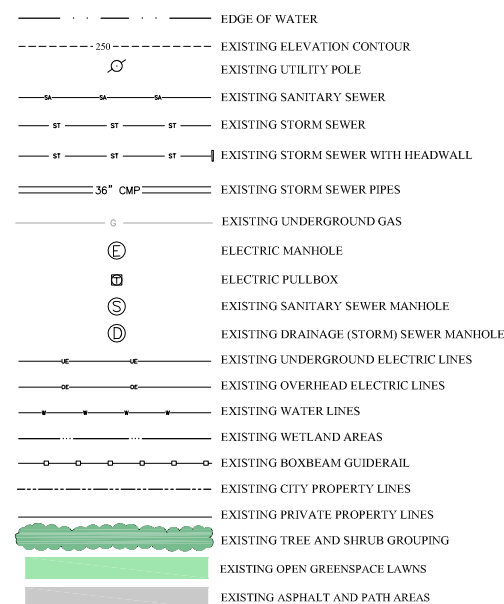 EDGE OF WATER
250 EXISTING ELEVATION CONTOUR
EXISTING UTILITY POLE
SA SA SA EXISTING SANITARY SEWER
ST ST ST EXISTING STORM SEWER
ST ST ST EXISTING STORM SEWER WITH HEADWALL
36" CMP EXISTING STORM SEWER PIPES
G EXISTING UNDERGROUND GAS
E ELECTRIC MANHOLE
T ELECTRIC PULLBOX
S EXISTING SANITARY SEWER MANHOLE
D EXISTING DRAINAGE (STORM) SEWER MANHOLE
UE UE EXISTING UNDERGROUND ELECTRIC LINES
OE OE EXISTING OVERHEAD ELECTRIC LINES
W W W W EXISTING WATER LINES
EXISTING WETLAND AREAS
EXISTING BOXBEAM GUIDERAIL
EXISTING CITY PROPERTY LINES
EXISTING PRIVATE PROPERTY LINES
EXISTING TREE AND SHRUB GROUPING
EXISTING OPEN GREENSPACE LAWNS
EXISTING ASPHALT AND PATH AREAS